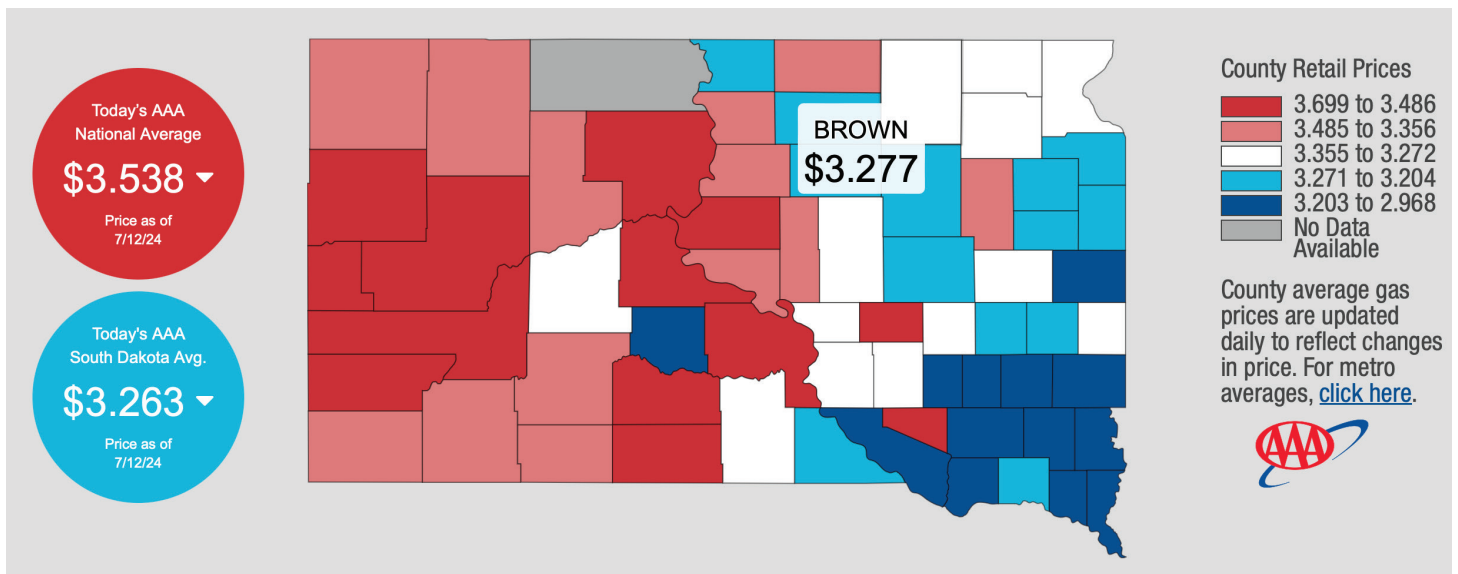 Today's AAA
National Average
$3.538
Price as of
7/12/24
Today's AAA
South Dakota Avg.
$3.263
Price as of
7/12/24
BROWN
$3.277
County Retail Prices
3.699 to 3.486
3.485 to 3.356
3.355 to 3.272
3.271 to 3.204
3.203 to 2.968
No Data
Available
County average gas
prices are updated
daily to reflect changes
in price. For metro
averages, click here.
AAA